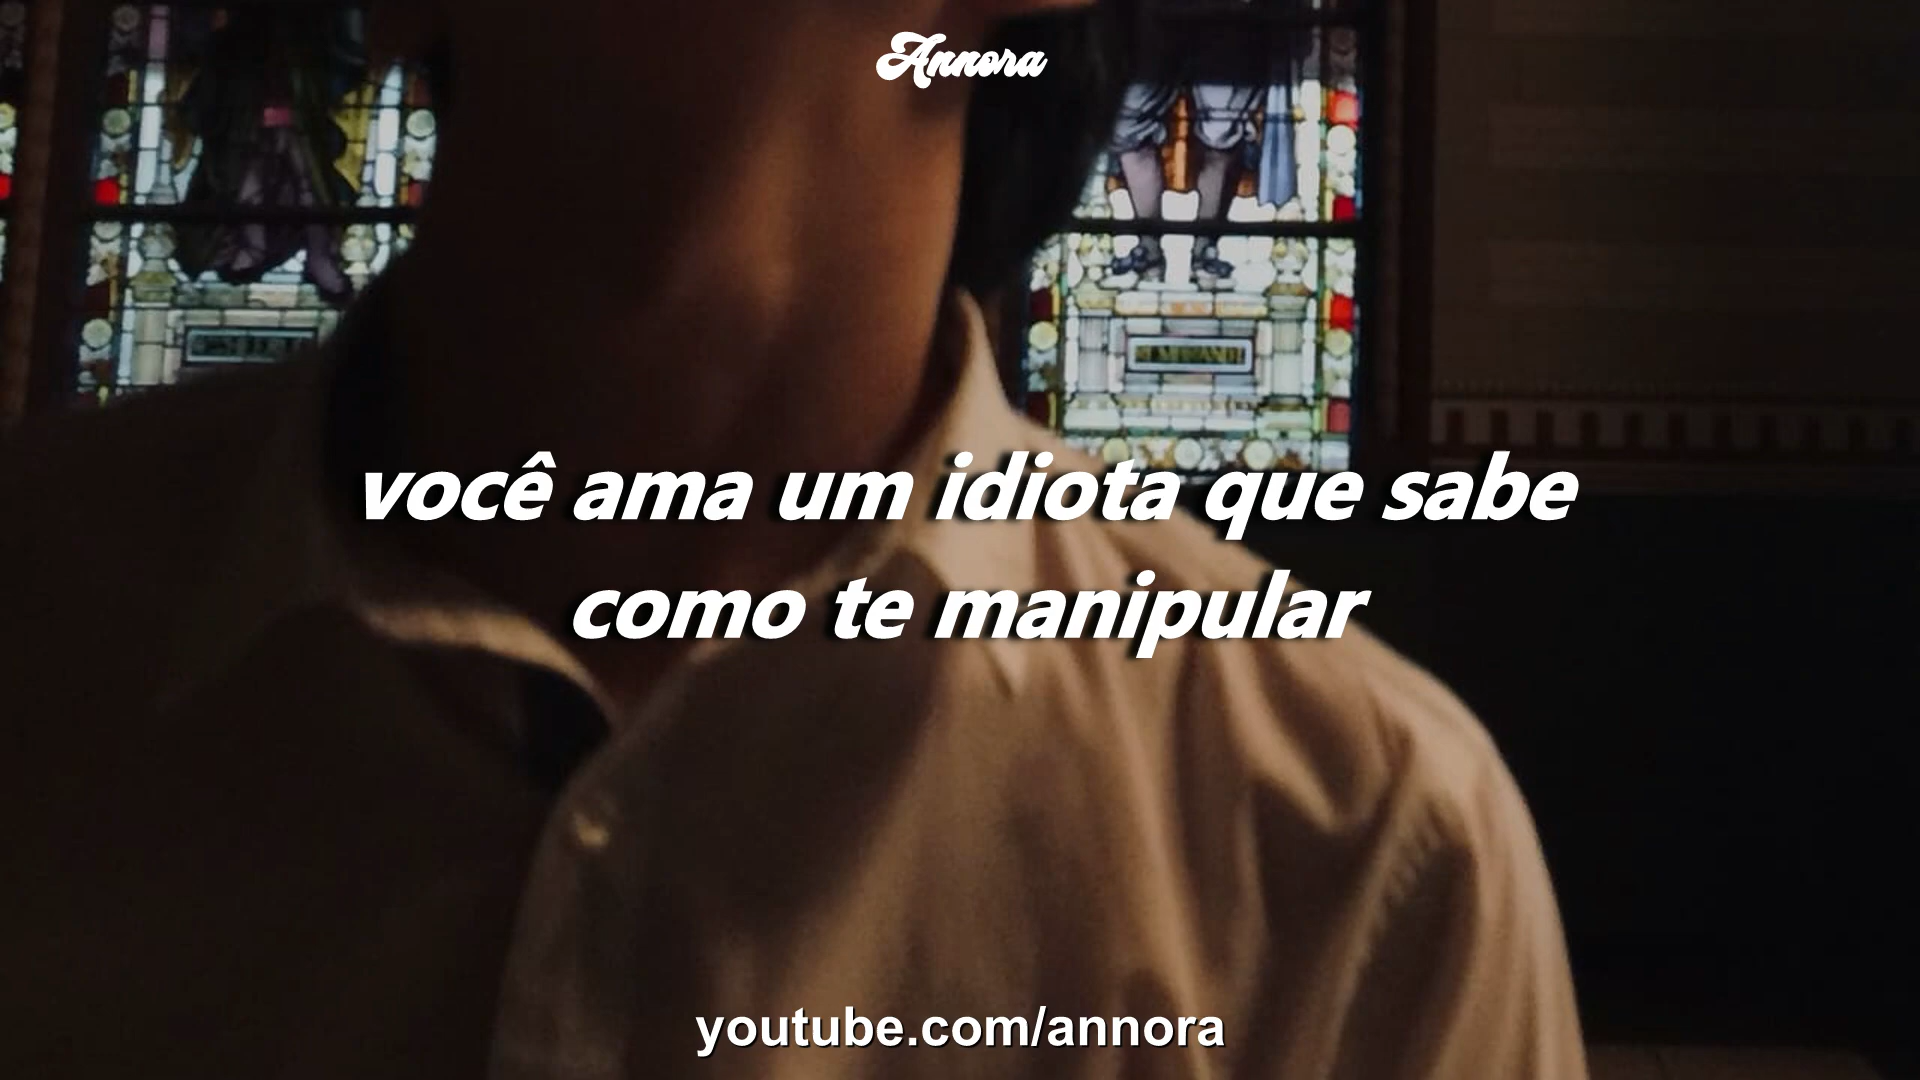 Annora
você ama um idiota que sabe
como te manipular
youtube.com/annora